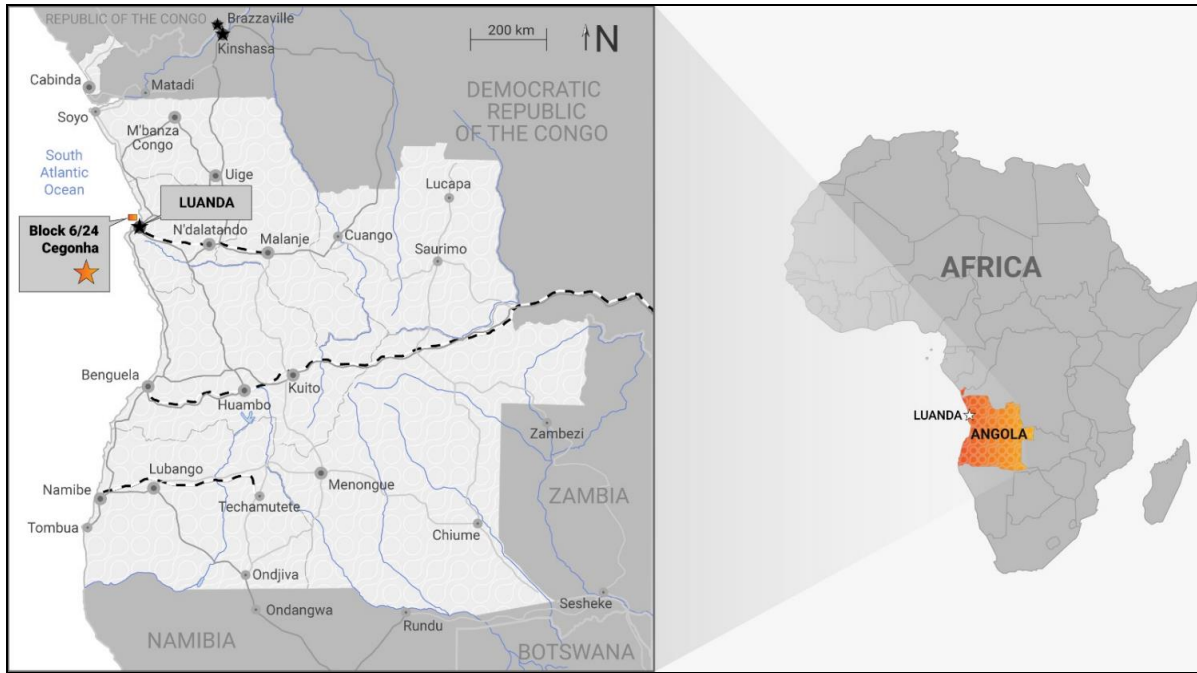 REPUBLIC OF THE CONGO
Brazzaville
Kinshasa
200 km
N
Cabinda
Matadi
DEMOCRATIC
REPUBLIC
OF THE CONGO
Soyo
M'banza
Congo
South
Atlantic
Ocean
Uige
Lucapa
LUANDA
Block 6/24
Cegonha
N'dalatando
Malanje
Cuango
Saurimo
Benguela
Huambo
Kuito
Zambezi
Lubango
Namibe
Menongue
ZAMBIA
Techamutete
Tombua
Chiume
Ondjiva
Ondangwa
Sesheke
Rundu
NAMIBIA
BOTSWANA
AFRICA
LUANDA
ANGOLA